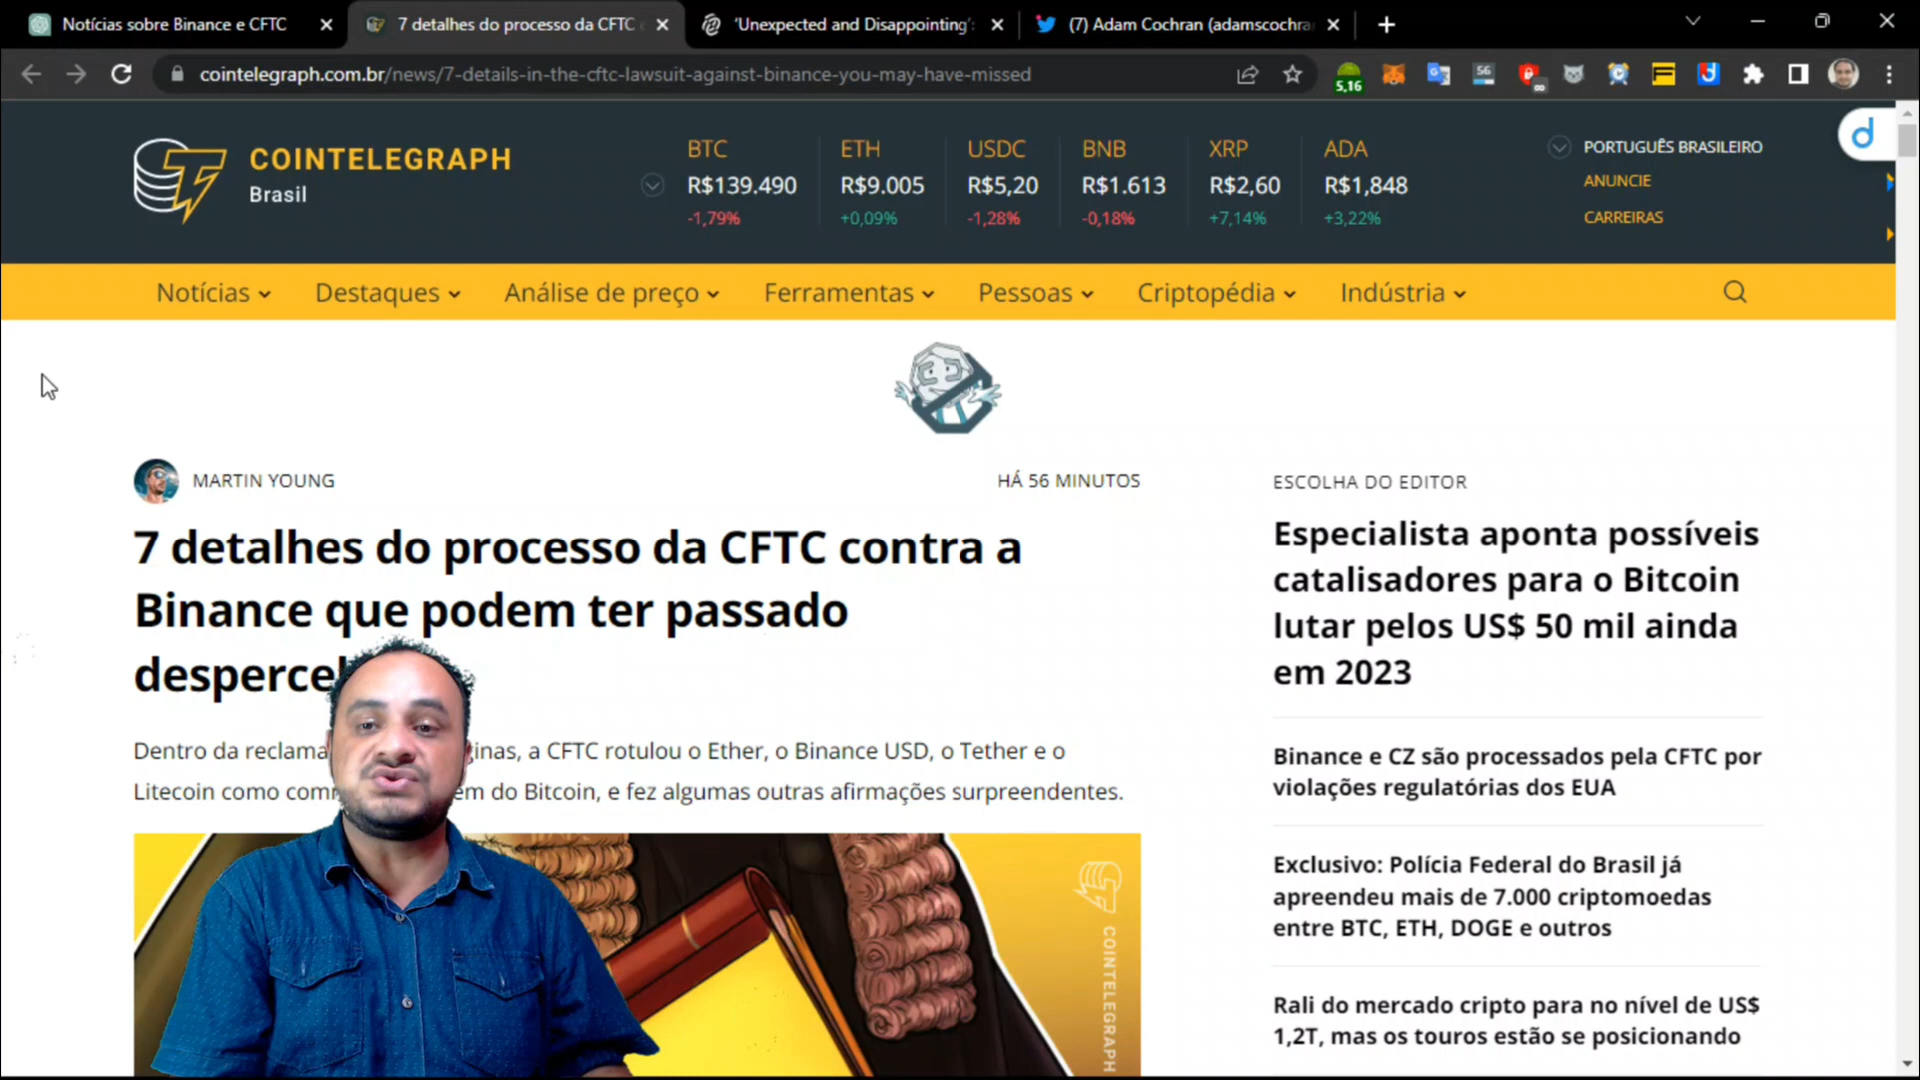 Notícias sobre Binance e CFTC
7 detalhes do processo da CFTC
'Unexpected and Disappointing':
(7) Adam Cochran (adamscochra
cointelegraph.com.br/news/7-details-in-the-cftc-lawsuit-against-binance-you-may-have-missed
5,16
56
COINTELEGRAPH
Brasil
BTC
R$139.490
-1,79%
ETH
R$9.005
+0,09%
USDC
R$5,20
-1,28%
BNB
R$1.613
-0,18%
XRP
R$2,60
+7,14%
ADA
R$1,848
+3,22%
PORTUGUÊS BRASILEIRO
ANUNCIE
CARREIRAS
Notícias
Destaques
Análise de preço
Ferramentas
Pessoas
Criptopédia
Indústria
MARTIN YOUNG
HÁ 56 MINUTOS
7 detalhes do processo da CFTC contra a
Binance que podem ter passado
desperce
Dentro da reclama inas, a CFTC rotulou o Ether, o Binance USD, o Tether e o
Litecoin como com em do Bitcoin, e fez algumas outras afirmações surpreendentes.
COINTELEGRAPH
ESCOLHA DO EDITOR
Especialista aponta possíveis
catalisadores para o Bitcoin
lutar pelos US$ 50 mil ainda
em 2023
Binance e CZ são processados pela CFTC por
violações regulatórias dos EUA
Exclusivo: Polícia Federal do Brasil já
apreendeu mais de 7.000 criptomoedas
entre BTC, ETH, DOGE e outros
Rali do mercado cripto para no nível de US$
1,2T, mas os touros estão se posicionando